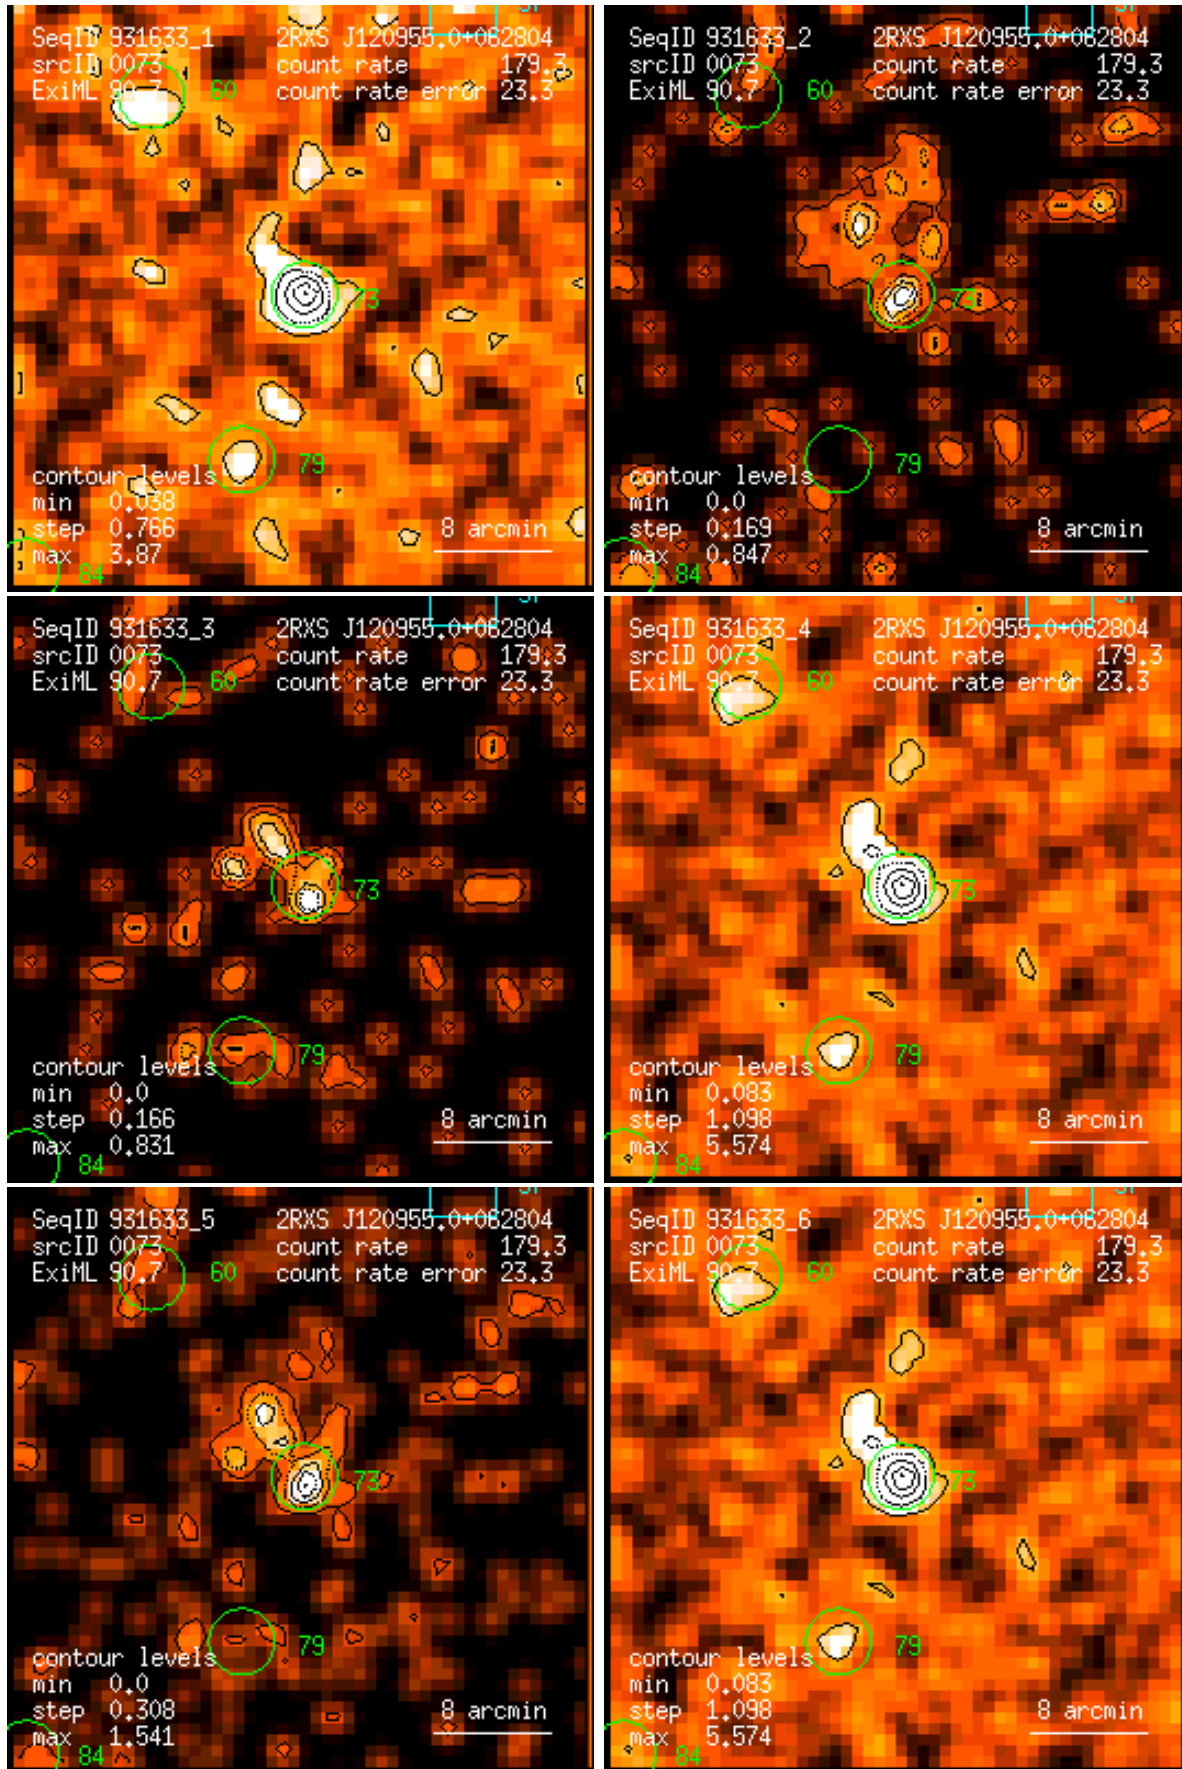 SeqID 931633_1 2RXS J120955.0+062804
srcID 0073 count rate 179.3
ExiML 90.7 60 count rate error 23.3
73
79
contour levels
min 0.038
step 0.766 8 arcmin
max 3.87
84
SeqID 931633_2 2RXS J120955.0+062804
srcID 0073 count rate 179.3
ExiML 90.7 60 count rate error 23.3
73
79
contour levels
min 0.0
step 0.169 8 arcmin
max 0.847
84
SeqID 931633_3 2RXS J120955.0+062804
srcID 0073 count rate 179.3
ExiML 90.7 60 count rate error 23.3
73
79
contour levels
min 0.0
step 0.166 8 arcmin
max 0.831
84
SeqID 931633_4 2RXS J120955.0+062804
srcID 0073 count rate 179.3
ExiML 90.7 60 count rate error 23.3
73
79
contour levels
min 0.083
step 1.098 8 arcmin
max 5.574
84
SeqID 931633_5 2RXS J120955.0+062804
srcID 0073 count rate 179.3
ExiML 90.7 60 count rate error 23.3
73
79
contour levels
min 0.0
step 0.308 8 arcmin
max 1.541
84
SeqID 931633_6 2RXS J120955.0+062804
srcID 0073 count rate 179.3
ExiML 90.7 60 count rate error 23.3
73
79
contour levels
min 0.083
step 1.098 8 arcmin
max 5.574
84